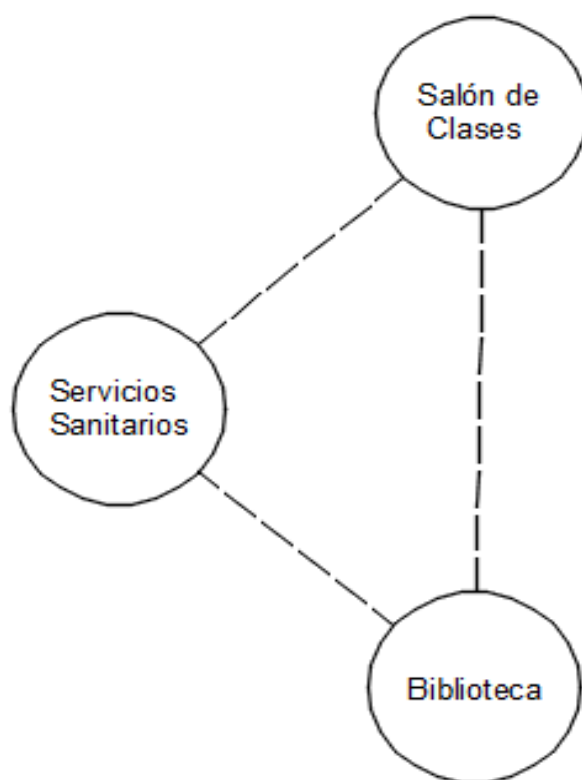 Salón de
Clases
Servicios
Sanitarios
Biblioteca